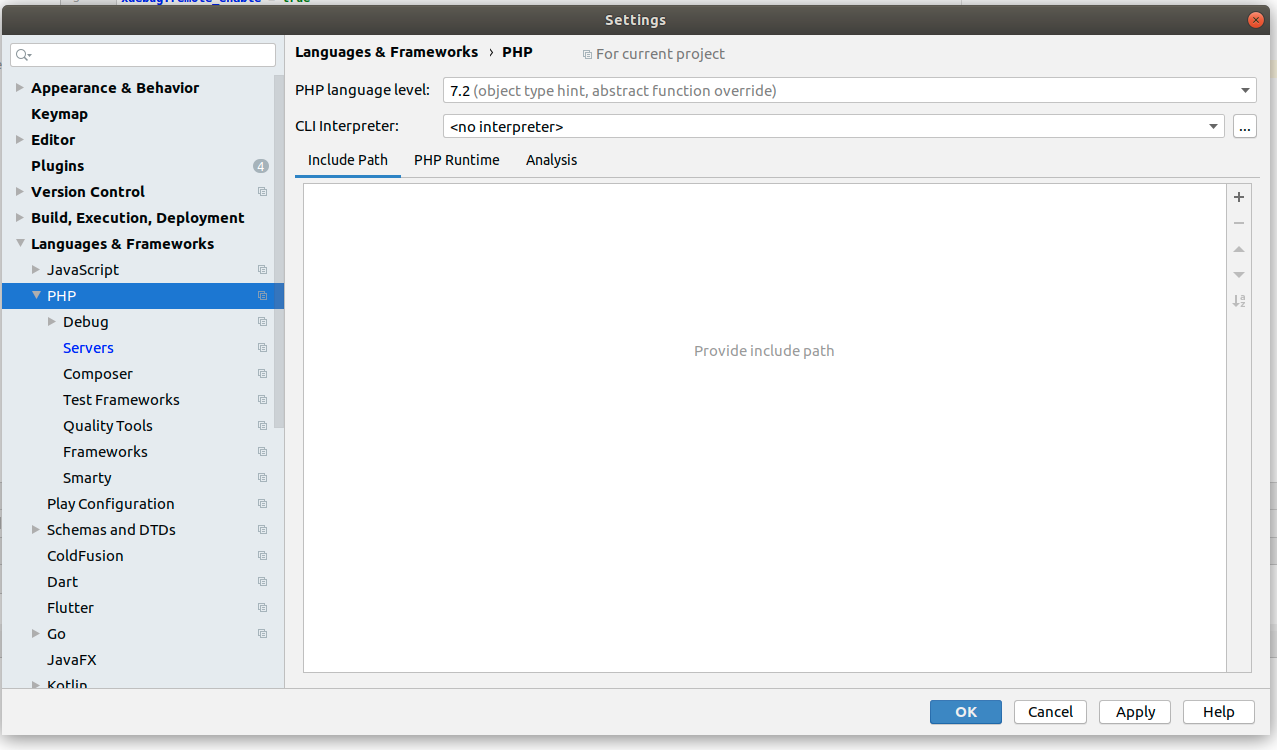 xdebug.remote_enable = true
Settings
Languages & Frameworks › PHP
For current project
Appearance & Behavior
Keymap
Editor
Plugins 4
Version Control
Build, Execution, Deployment
Languages & Frameworks
JavaScript
PHP
Debug
Servers
Composer
Test Frameworks
Quality Tools
Frameworks
Smarty
Play Configuration
Schemas and DTDs
ColdFusion
Dart
Flutter
Go
JavaFX
Kotlin
PHP language level: 7.2 (object type hint, abstract function override)
CLI Interpreter: <no interpreter> ...
Include Path PHP Runtime Analysis
Provide include path
OK Cancel Apply Help